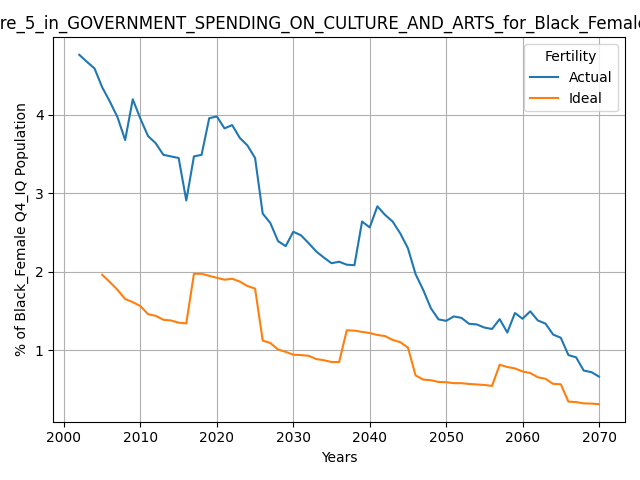 re_5_in_GOVERNMENT_SPENDING_ON_CULTURE_AND_ARTS_for_Black_Female
Fertility
Actual
Ideal
% of Black_Female Q4_IQ Population
4
3
2
1
2000 2010 2020 2030 2040 2050 2060 2070
Years